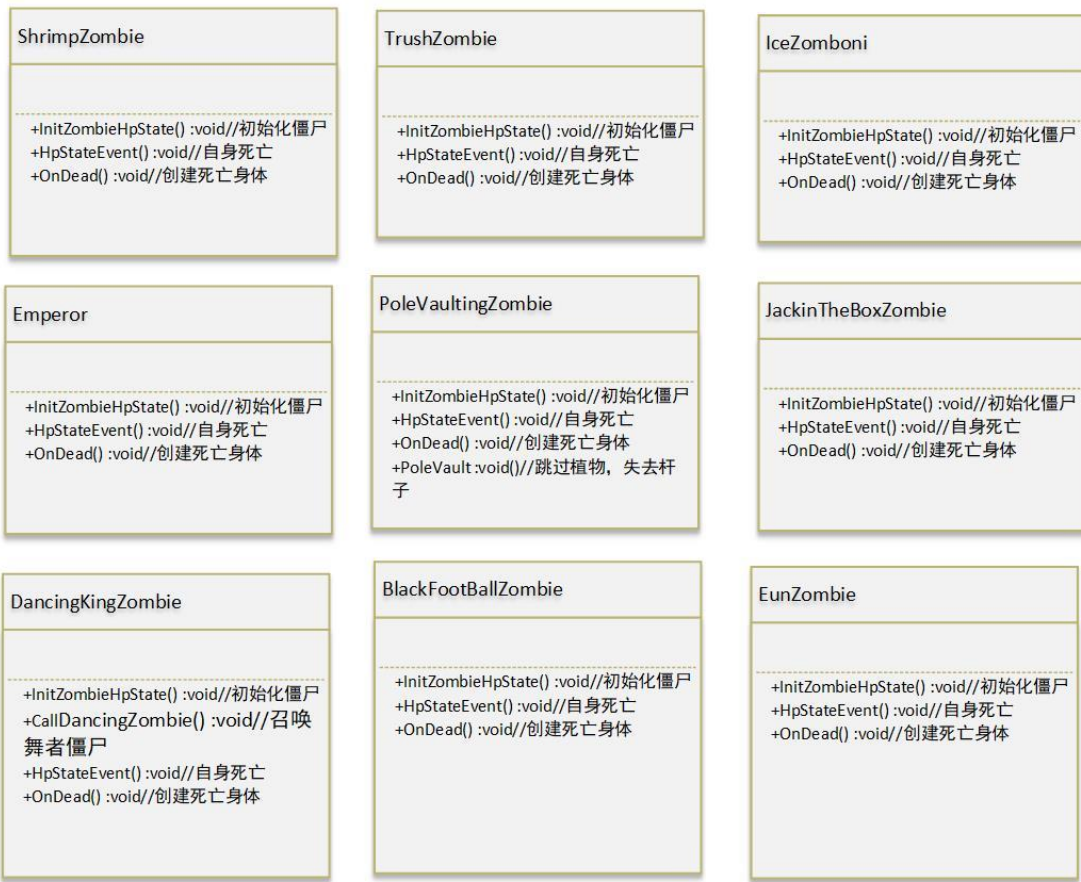 ShrimpZombie
+InitZombieHpState() :void//初始化僵尸
+HpStateEvent() :void//自身死亡
+OnDead() :void//创建死亡身体
TrushZombie
+InitZombieHpState() :void//初始化僵尸
+HpStateEvent() :void//自身死亡
+OnDead() :void//创建死亡身体
IceZomboni
+InitZombieHpState() :void//初始化僵尸
+HpStateEvent() :void//自身死亡
+OnDead() :void//创建死亡身体
Emperor
+InitZombieHpState() :void//初始化僵尸
+HpStateEvent() :void//自身死亡
+OnDead() :void//创建死亡身体
PoleVaultingZombie
+InitZombieHpState() :void//初始化僵尸
+HpStateEvent() :void//自身死亡
+OnDead() :void//创建死亡身体
+PoleVault :void()//跳过植物，失去杆
子
JackinTheBoxZombie
+InitZombieHpState() :void//初始化僵尸
+HpStateEvent() :void//自身死亡
+OnDead() :void//创建死亡身体
DancingKingZombie
+InitZombieHpState() :void//初始化僵尸
+CallDancingZombie() :void//召唤
舞者僵尸
+HpStateEvent() :void//自身死亡
+OnDead() :void//创建死亡身体
BlackFootBallZombie
+InitZombieHpState() :void//初始化僵尸
+HpStateEvent() :void//自身死亡
+OnDead() :void//创建死亡身体
EunZombie
+InitZombieHpState() :void//初始化僵尸
+HpStateEvent() :void//自身死亡
+OnDead() :void//创建死亡身体